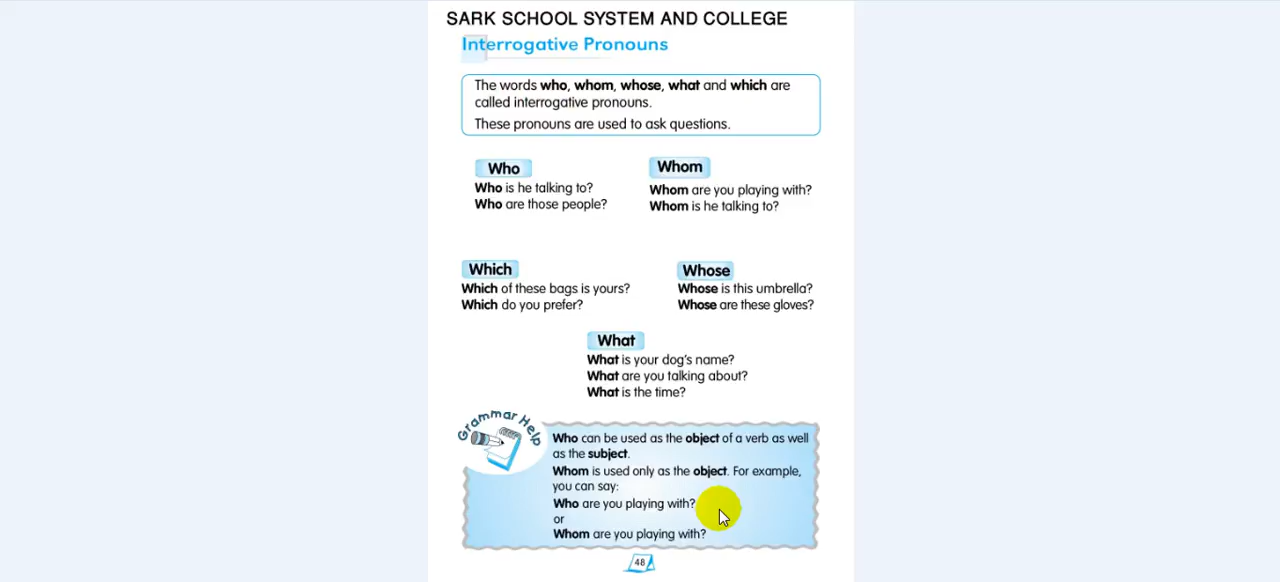 SARK SCHOOL SYSTEM AND COLLEGE
Interrogative Pronouns
The words who, whom, whose, what and which are
called interrogative pronouns.
These pronouns are used to ask questions.
Who
Who is he talking to?
Who are those people?
Whom
Whom are you playing with?
Whom is he talking to?
Which
Which of these bags is yours?
Which do you prefer?
Whose
Whose is this umbrella?
Whose are these gloves?
What
What is your dog's name?
What are you talking about?
What is the time?
Grammar Help
Who can be used as the object of a verb as well
as the subject.
Whom is used only as the object. For example,
you can say:
Who are you playing with?
or
Whom are you playing with?
48